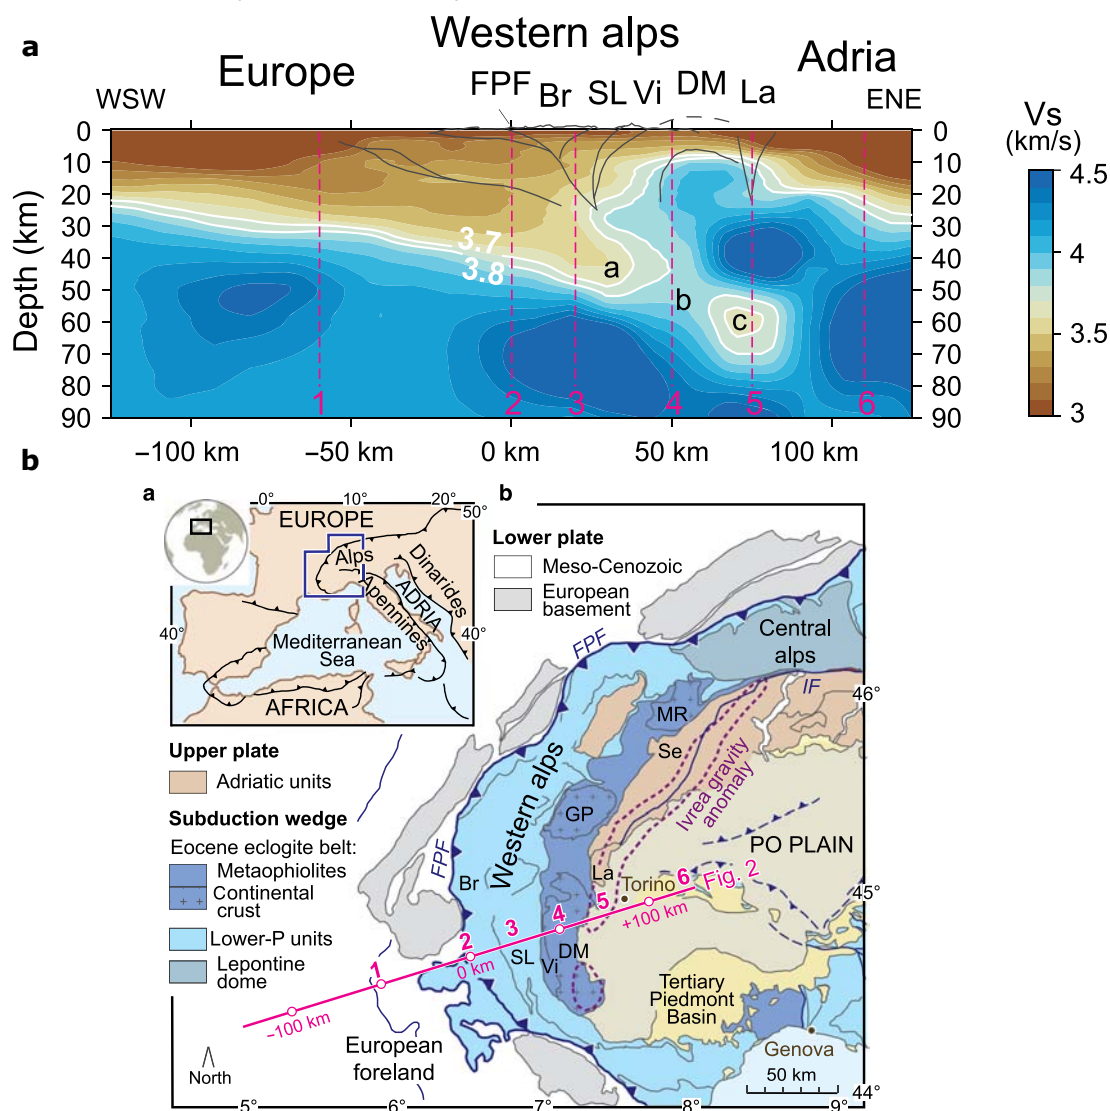 a
Western alps
Europe
Adria
FPF Br SL Vi DM La
WSW
ENE
Vs
(km/s)
0
10
20
30
40
50
60
70
80
90
Depth (km)
3.7
3.8
a
b
c
1 2 3 4 5 6
0
10
20
30
40
50
60
70
80
90
4.5
4
3.5
3
−100 km −50 km 0 km 50 km 100 km
b
a
0° 10° 20°
50°
EUROPE
Alps
Dinarides
ADRIA
Apennines
40°
40°
Mediterranean
Sea
AFRICA
Upper plate
Adriatic units
Subduction wedge
Eocene eclogite belt:
Metaophiolites
Continental
crust
Lower-P units
Lepontine
dome
b
Lower plate
Meso-Cenozoic
European
basement
FPF
Central
alps
IF
46°
MR
Se
Western alps
Ivrea gravity
anomaly
GP
PO PLAIN
FPF
Br
La
Torino
6
Fig. 2
45°
5
+100 km
4
3
2
0 km
SL
Vi
DM
1
−100 km
Tertiary
Piedmont
Basin
European
foreland
Genova
50 km
North
44°
5° 6° 7° 8° 9°